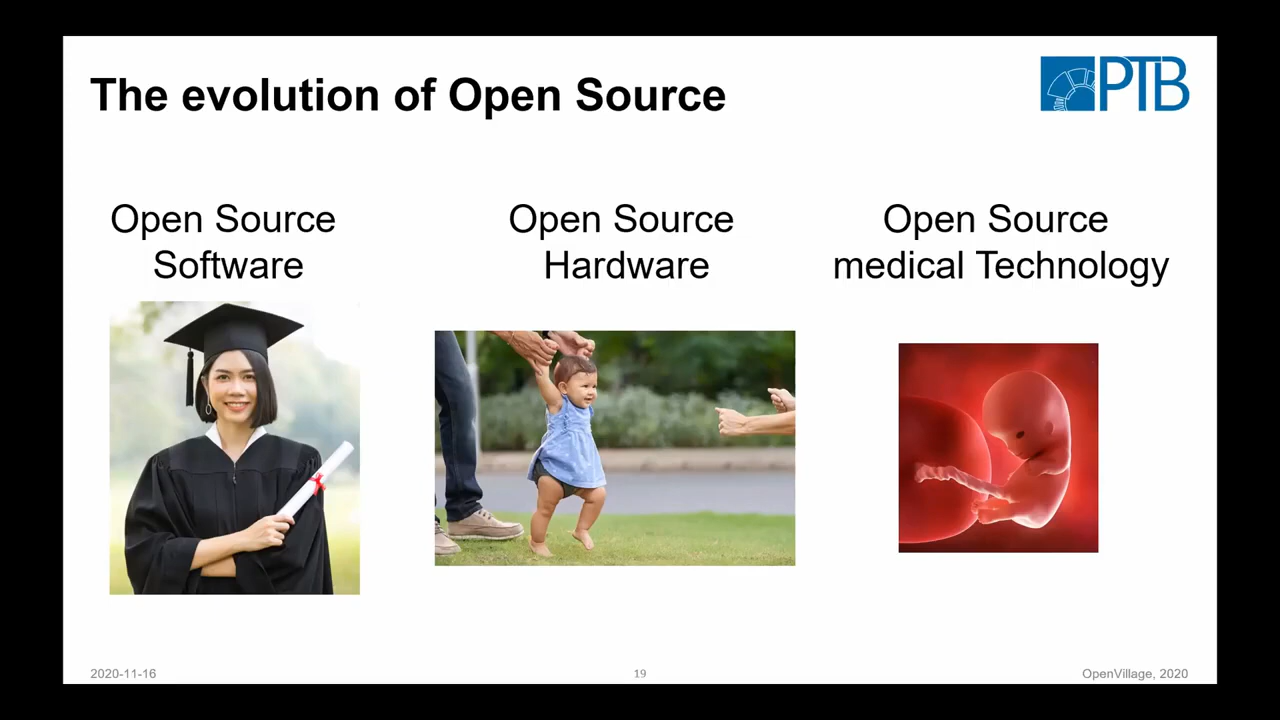 The evolution of Open Source
PTB
Open Source
Software
Open Source
Hardware
Open Source
medical Technology
2020-11-16
19
OpenVillage, 2020